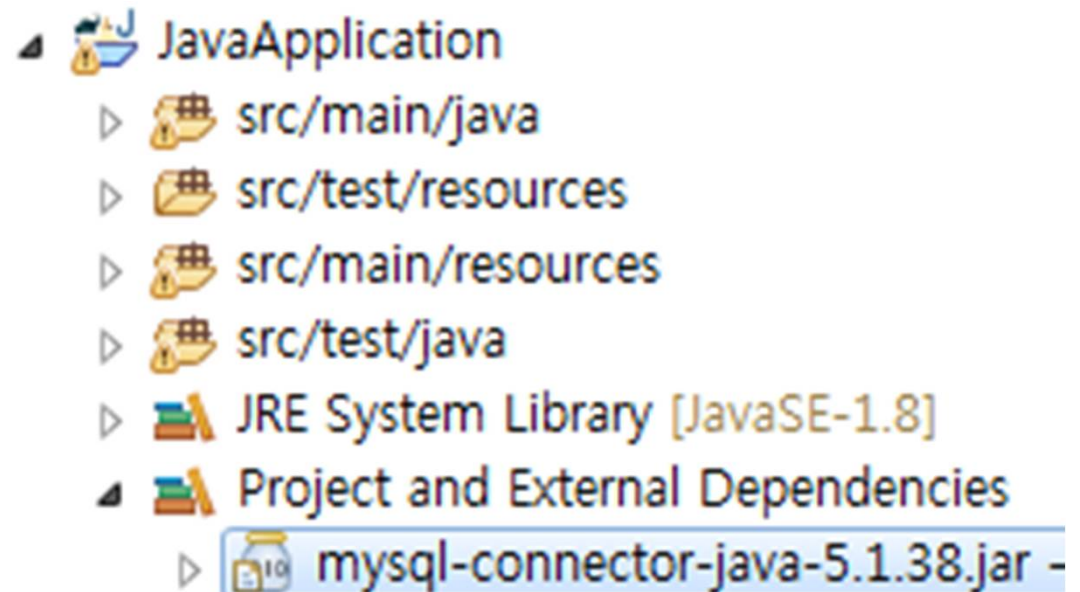 JavaApplication
src/main/java
src/test/resources
src/main/resources
src/test/java
JRE System Library [JavaSE-1.8]
Project and External Dependencies
mysql-connector-java-5.1.38.jar -